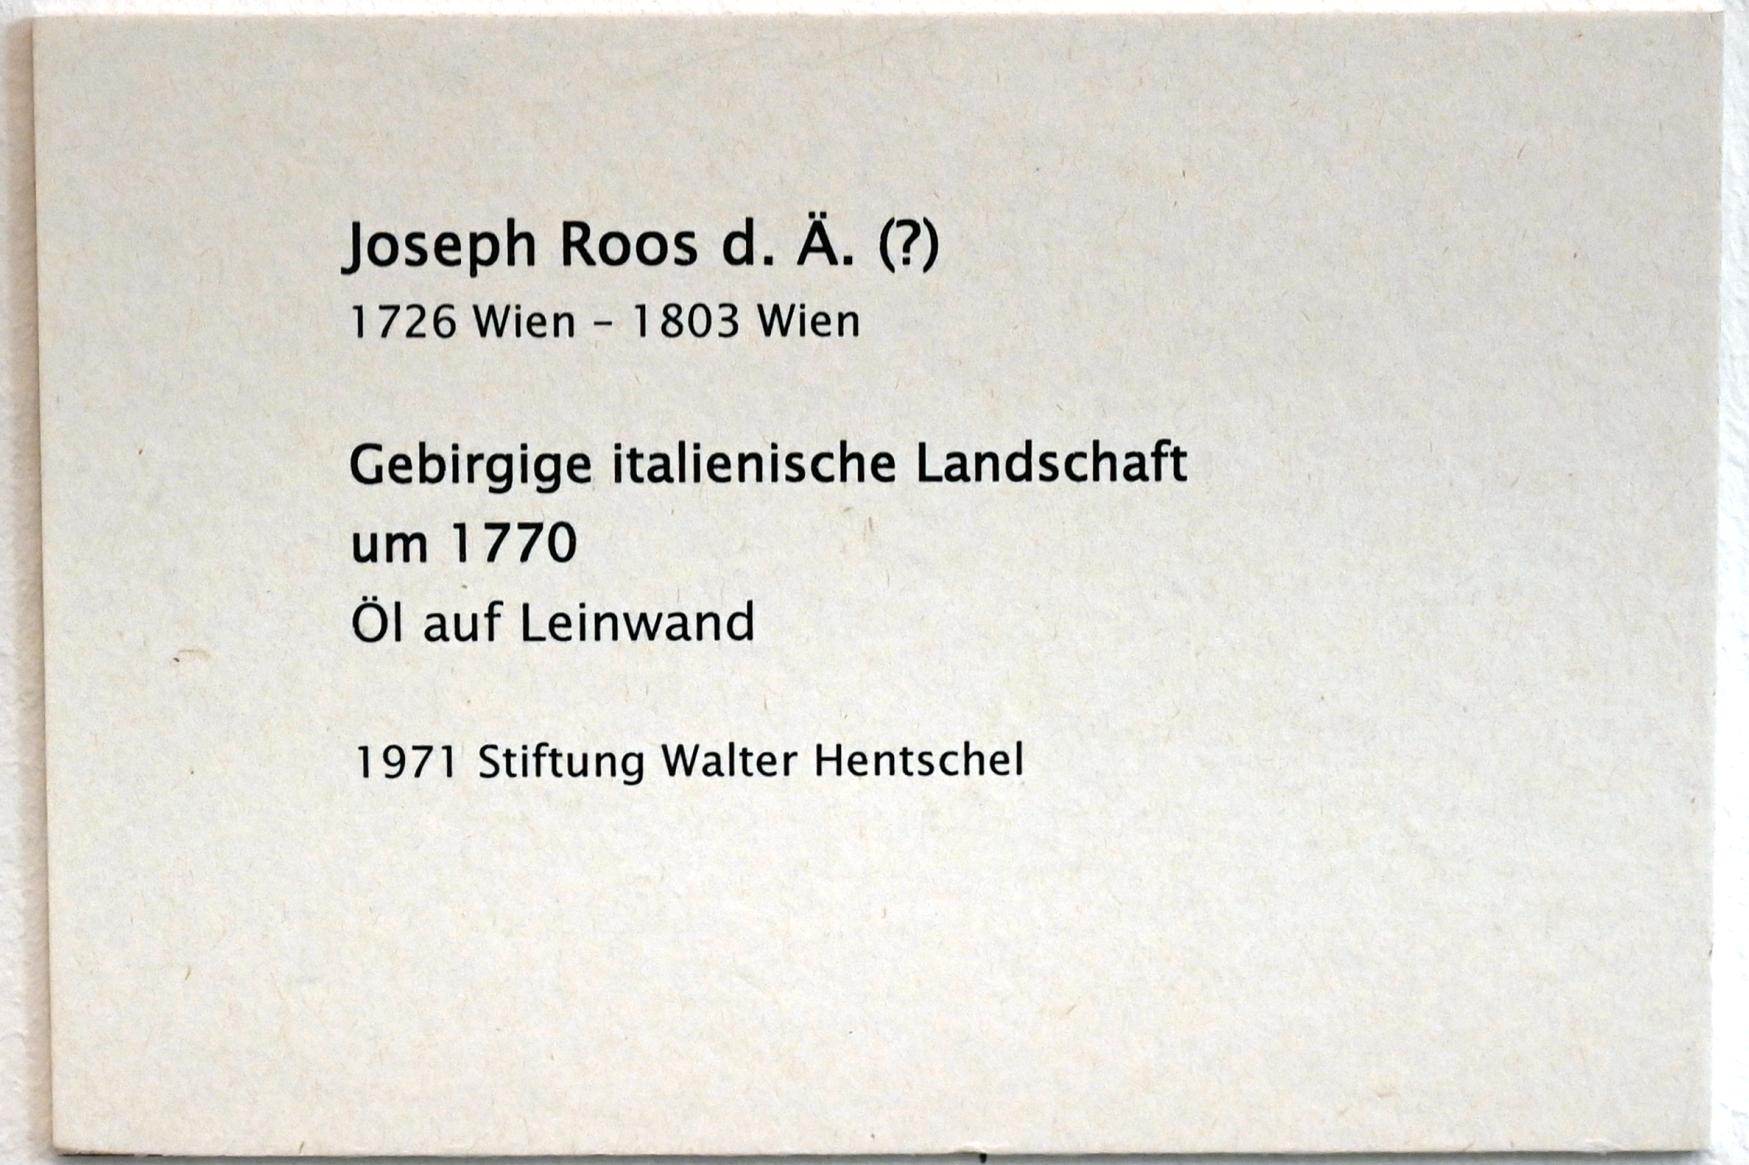 Joseph Roos d. Ä. (?)
1726 Wien – 1803 Wien
Gebirgige italienische Landschaft
um 1770
Öl auf Leinwand
1971 Stiftung Walter Hentschel